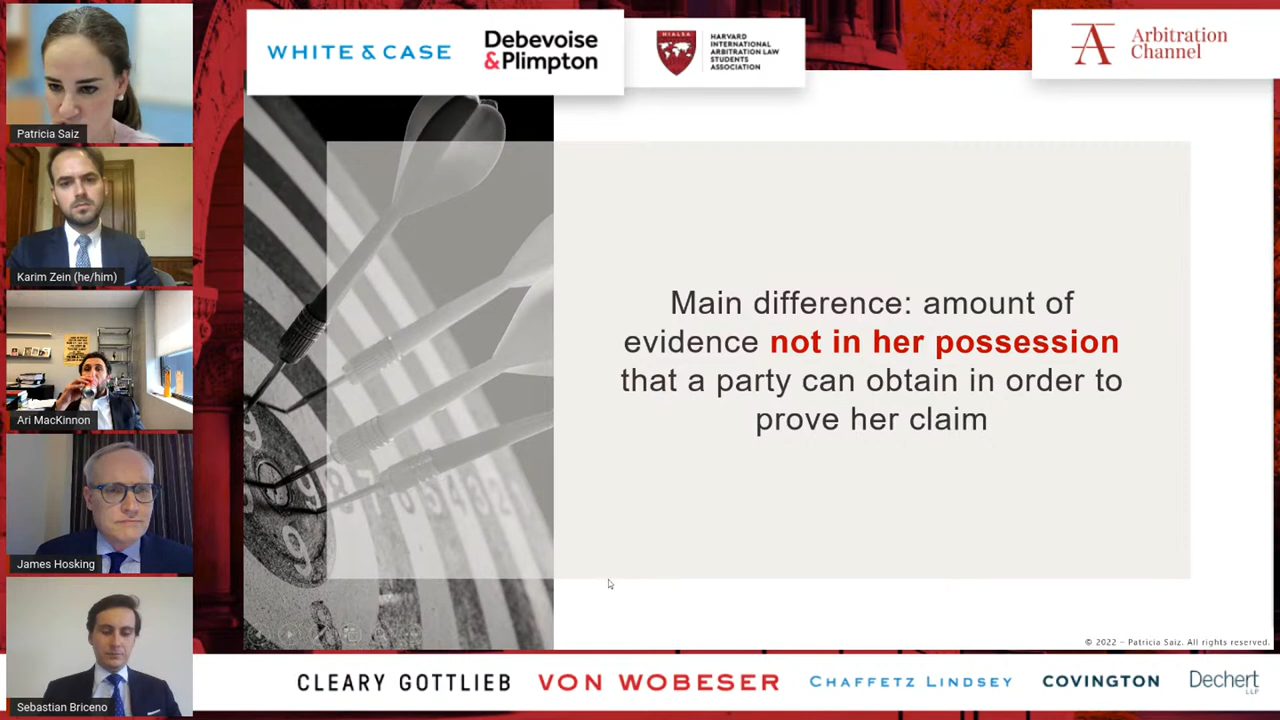 Patricia Saiz
Karim Zein (he/him)
Ari MacKinnon
James Hosking
Sebastian Briceno
WHITE & CASE
Debevoise
&Plimpton
HARVARD
INTERNATIONAL
ARBITRATION LAW
STUDENTS
ASSOCIATION
Arbitration
Channel
Main difference: amount of
evidence not in her possession
that a party can obtain in order to
prove her claim
© 2022 – Patricia Saiz. All rights reserved.
CLEARY GOTTLIEB
VON WOBESER
CHAFFETZ LINDSEY
COVINGTON
Dechert
LLP